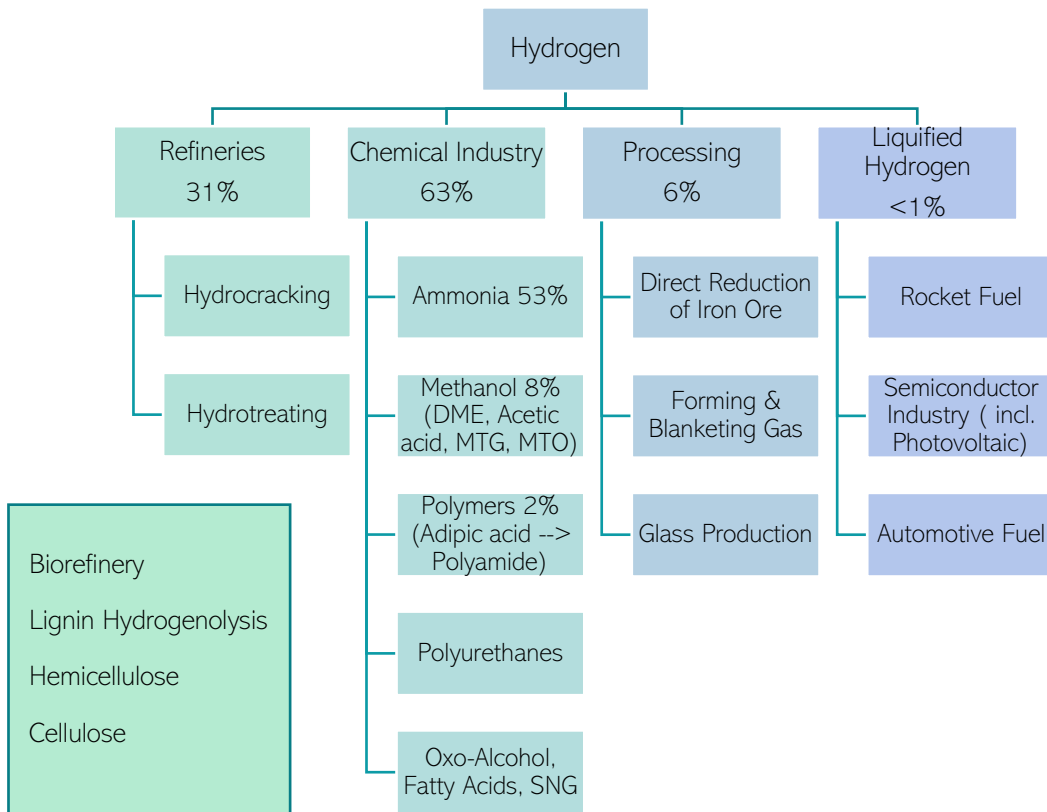 Hydrogen
Refineries
31%
Chemical Industry
63%
Processing
6%
Liquified
Hydrogen
<1%
Hydrocracking
Hydrotreating
Ammonia 53%
Methanol 8%
(DME, Acetic
acid, MTG, MTO)
Polymers 2%
(Adipic acid -->
Polyamide)
Polyurethanes
Oxo-Alcohol,
Fatty Acids, SNG
Direct Reduction
of Iron Ore
Forming &
Blanketing Gas
Glass Production
Rocket Fuel
Semiconductor
Industry ( incl.
Photovoltaic)
Automotive Fuel
Biorefinery
Lignin Hydrogenolysis
Hemicellulose
Cellulose